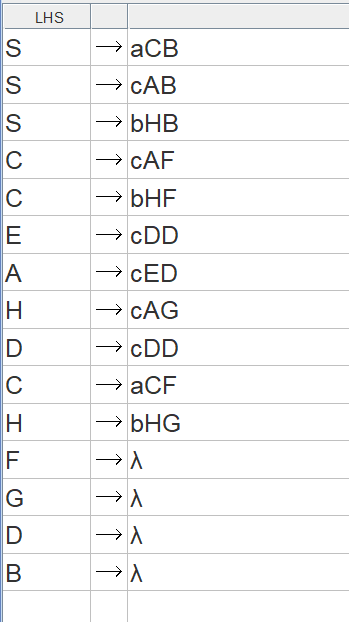 LHS
S → aCB
S → cAB
S → bHB
C → cAF
C → bHF
E → cDD
A → cED
H → cAG
D → cDD
C → aCF
H → bHG
F → λ
G → λ
D → λ
B → λ